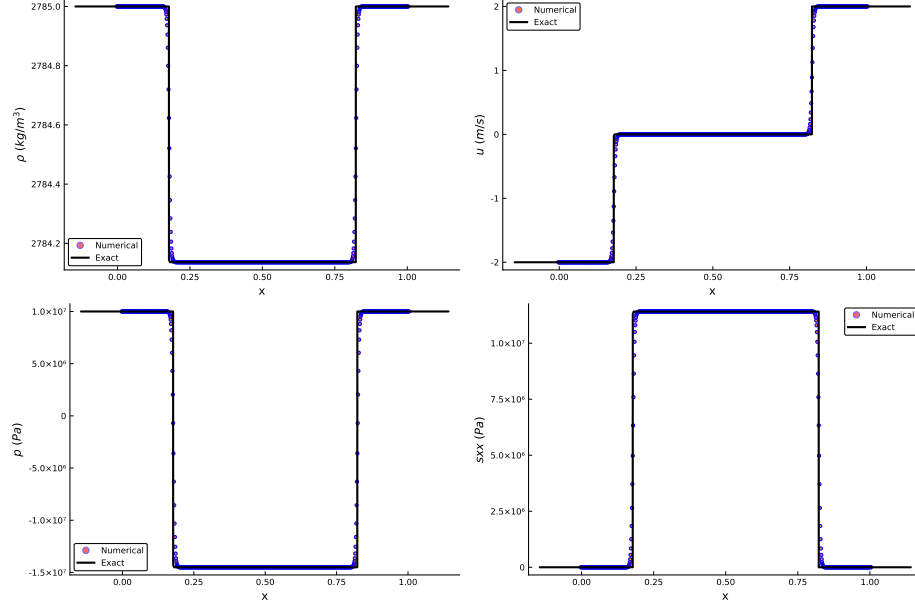 2785.0
2784.8
2784.6
2784.4
2784.2
ρ (kg/m³)
0.00 0.25 0.50 0.75 1.00
x
Numerical
Exact
2
1
0
-1
-2
u (m/s)
0.00 0.25 0.50 0.75 1.00
x
Numerical
Exact
1.0×10⁷
5.0×10⁶
0
-5.0×10⁶
-1.0×10⁷
-1.5×10⁷
p (Pa)
0.00 0.25 0.50 0.75 1.00
x
Numerical
Exact
1.0×10⁷
7.5×10⁶
5.0×10⁶
2.5×10⁶
0
sxx (Pa)
0.00 0.25 0.50 0.75 1.00
x
Numerical
Exact